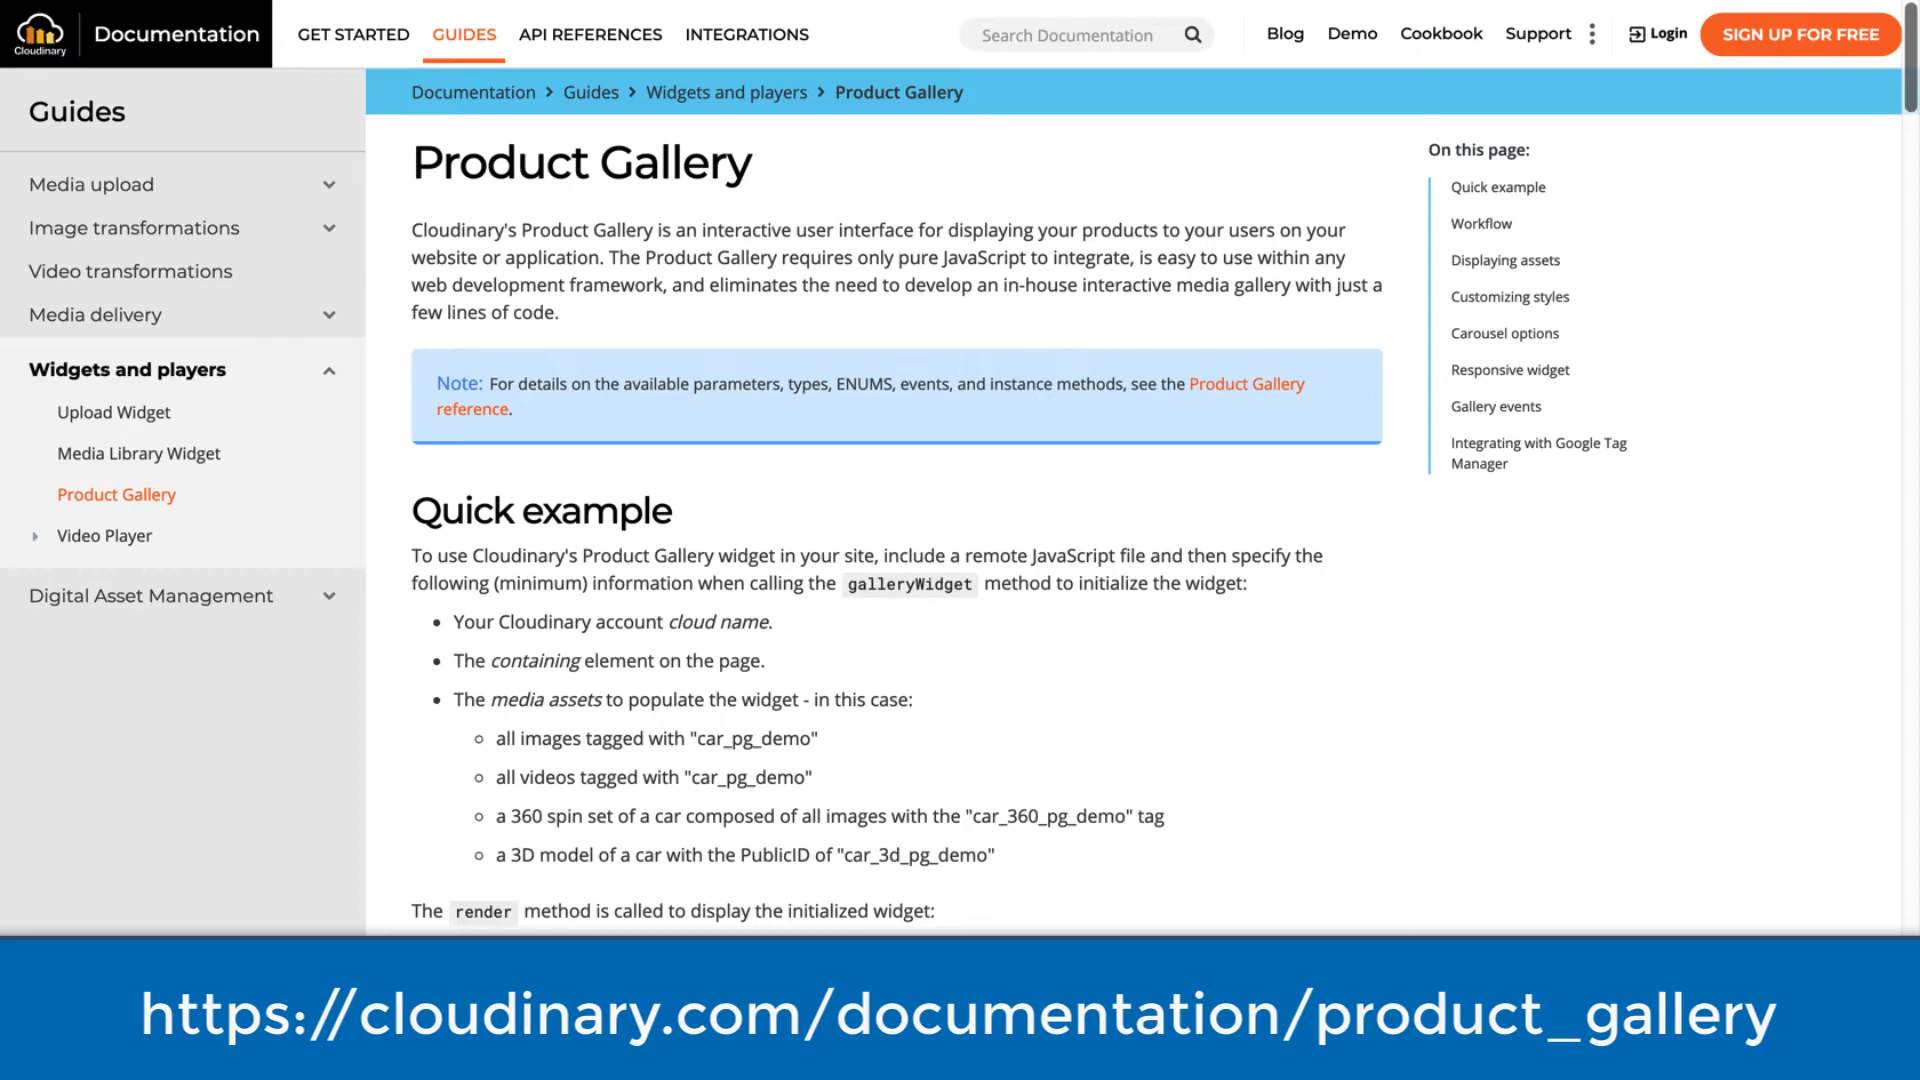 Cloudinary
Documentation
GET STARTED GUIDES API REFERENCES INTEGRATIONS
Search Documentation
Blog Demo Cookbook Support Login SIGN UP FOR FREE
Guides
Media upload
Image transformations
Video transformations
Media delivery
Widgets and players
Upload Widget
Media Library Widget
Product Gallery
Video Player
Digital Asset Management
Documentation > Guides > Widgets and players > Product Gallery
Product Gallery
Cloudinary's Product Gallery is an interactive user interface for displaying your products to your users on your
website or application. The Product Gallery requires only pure JavaScript to integrate, is easy to use within any
web development framework, and eliminates the need to develop an in-house interactive media gallery with just a
few lines of code.
Note: For details on the available parameters, types, ENUMS, events, and instance methods, see the Product Gallery
reference.
Quick example
To use Cloudinary's Product Gallery widget in your site, include a remote JavaScript file and then specify the
following (minimum) information when calling the galleryWidget method to initialize the widget:
• Your Cloudinary account cloud name.
• The containing element on the page.
• The media assets to populate the widget - in this case:
○ all images tagged with "car_pg_demo"
○ all videos tagged with "car_pg_demo"
○ a 360 spin set of a car composed of all images with the "car_360_pg_demo" tag
○ a 3D model of a car with the PublicID of "car_3d_pg_demo"
The render method is called to display the initialized widget:
On this page:
Quick example
Workflow
Displaying assets
Customizing styles
Carousel options
Responsive widget
Gallery events
Integrating with Google Tag
Manager
https://cloudinary.com/documentation/product_gallery